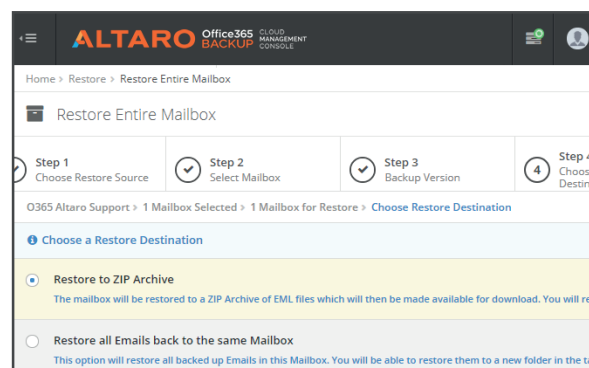 ALTARO Office365 BACKUP CLOUD MANAGEMENT CONSOLE
Home > Restore > Restore Entire Mailbox
Restore Entire Mailbox
Step 1
Choose Restore Source
Step 2
Select Mailbox
Step 3
Backup Version
4
Step 4
Choos
Destin
O365 Altaro Support > 1 Mailbox Selected > 1 Mailbox for Restore > Choose Restore Destination
Choose a Restore Destination
Restore to ZIP Archive
The mailbox will be restored to a ZIP Archive of EML files which will then be made available for download. You will re
Restore all Emails back to the same Mailbox
This option will restore all backed up Emails in this Mailbox. You will be able to restore them to a new folder in the ta